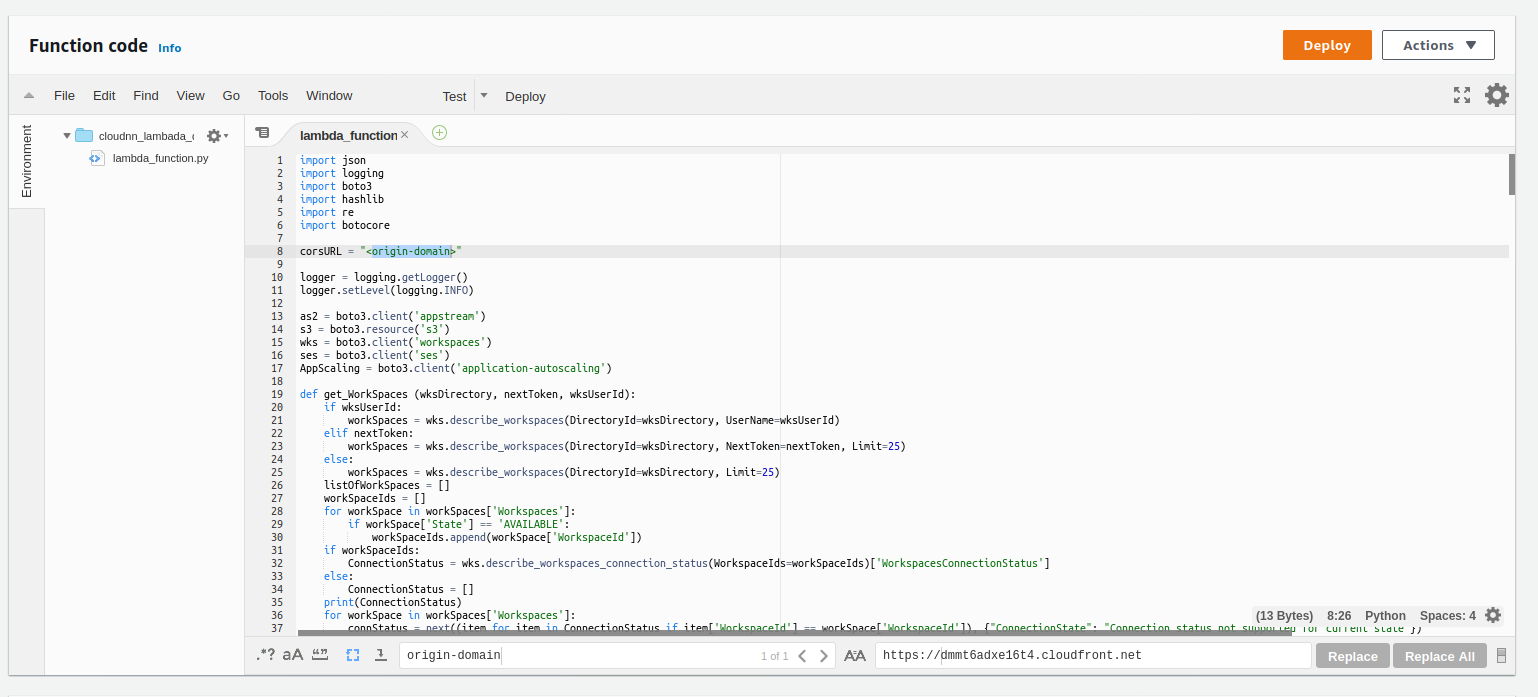 Function code Info
Deploy Actions
File Edit Find View Go Tools Window Test Deploy
Environment
cloudnn_lambada_c
lambda_function.py
lambda_function
1 import json
2 import logging
3 import boto3
4 import hashlib
5 import re
6 import botocore
7
8 corsURL = "<origin-domain>"
9
10 logger = logging.getLogger()
11 logger.setLevel(logging.INFO)
12
13 as2 = boto3.client('appstream')
14 s3 = boto3.resource('s3')
15 wks = boto3.client('workspaces')
16 ses = boto3.client('ses')
17 AppScaling = boto3.client('application-autoscaling')
18
19 def get_WorkSpaces (wksDirectory, nextToken, wksUserId):
20 if wksUserId:
21 workSpaces = wks.describe_workspaces(DirectoryId=wksDirectory, UserName=wksUserId)
22 elif nextToken:
23 workSpaces = wks.describe_workspaces(DirectoryId=wksDirectory, NextToken=nextToken, Limit=25)
24 else:
25 workSpaces = wks.describe_workspaces(DirectoryId=wksDirectory, Limit=25)
26 listOfWorkSpaces = []
27 workSpaceIds = []
28 for workSpace in workSpaces['Workspaces']:
29 if workSpace['State'] == 'AVAILABLE':
30 workSpaceIds.append(workSpace['WorkspaceId'])
31 if workSpaceIds:
32 ConnectionStatus = wks.describe_workspaces_connection_status(WorkspaceIds=workSpaceIds)['WorkspacesConnectionStatus']
33 else:
34 ConnectionStatus = []
35 print(ConnectionStatus)
36 for workSpace in workSpaces['Workspaces']:
37 connStatus = next((item for item in ConnectionStatus if item['WorkspaceId'] == workSpace['WorkspaceId']), {"ConnectionState": "Connection status not supported for current state"})
(13 Bytes) 8:26 Python Spaces: 4
.*? aA origin-domain 1 of 1 AA https://dmmt6adxe16t4.cloudfront.net Replace Replace All